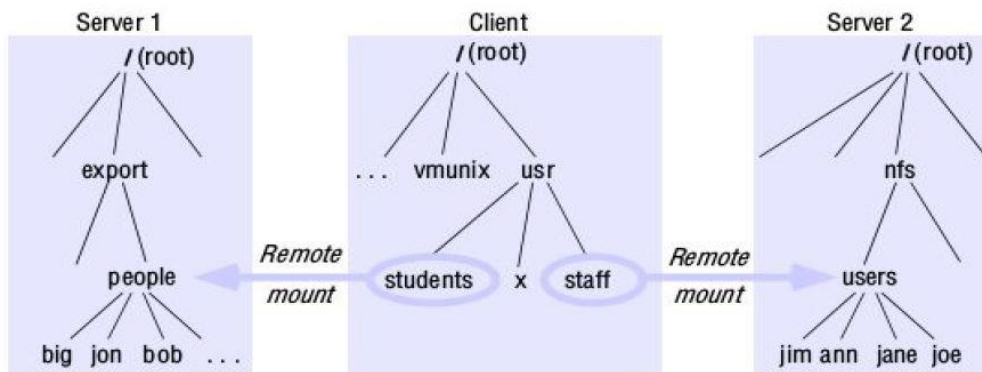 Server 1 Client Server 2
/ (root) / (root) / (root)
export ... vmunix usr nfs
Remote mount Remote mount
people students x staff users
big jon bob ... jim ann jane joe